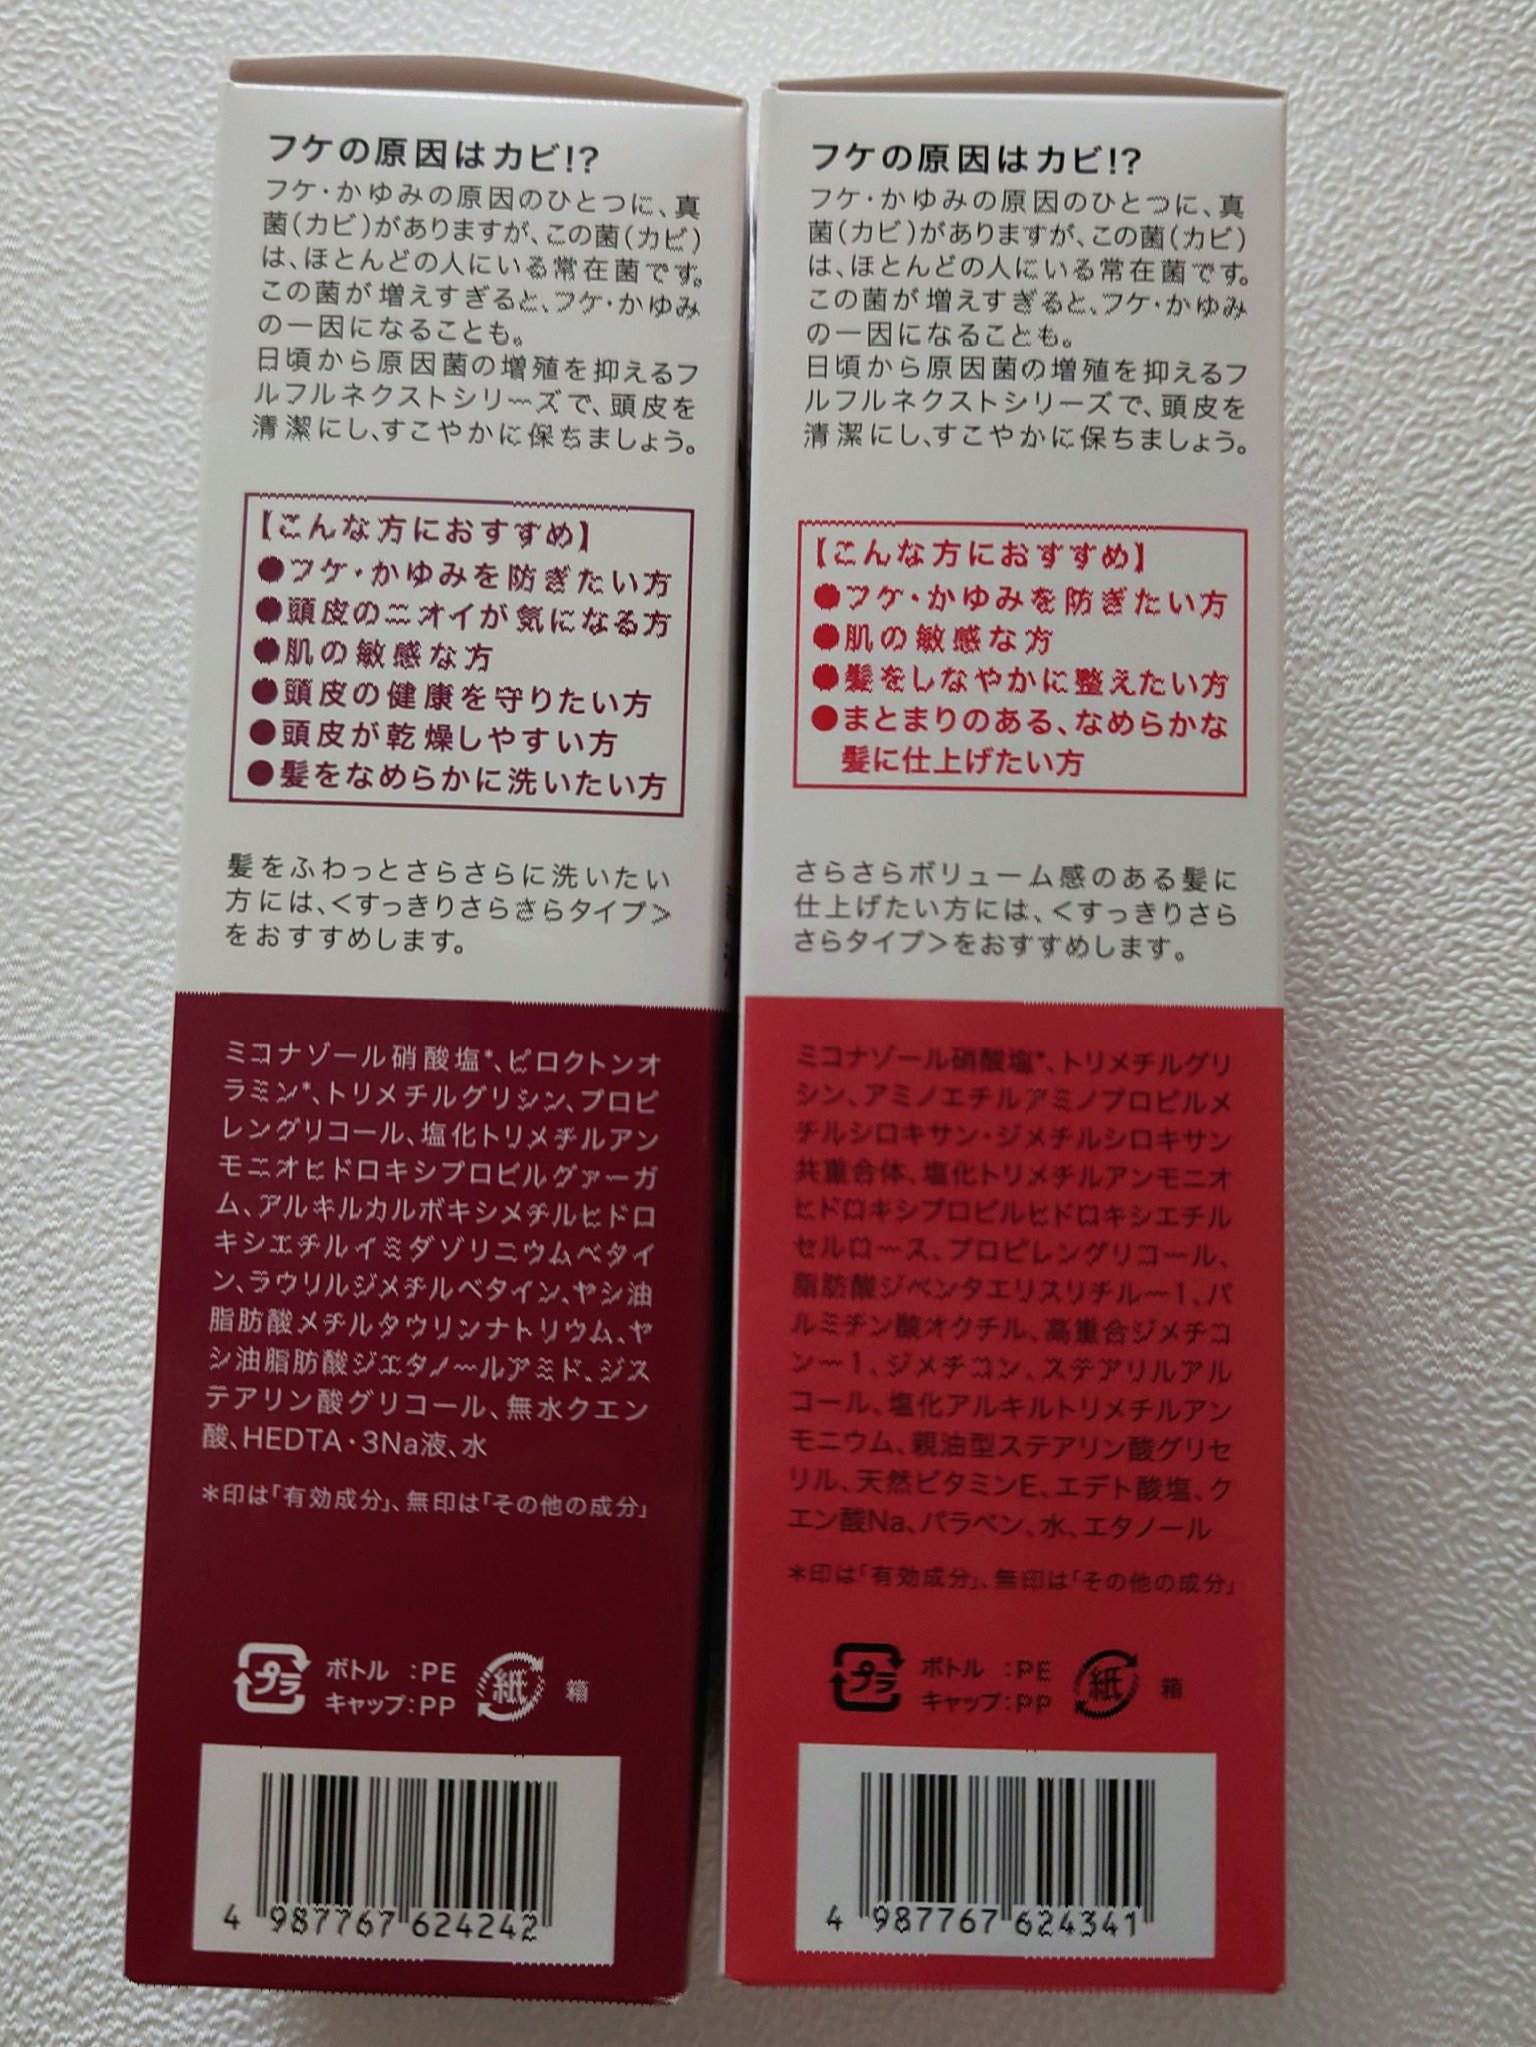 フケの原因はカビ!?
フケ・かゆみの原因のひとつに、真
菌(カビ)がありますが、この菌(カビ)
は、ほとんどの人にいる常在菌です。
この菌が増えすぎると、フケ・かゆみ
の一因になることも。
日頃から原因菌の増殖を抑えるフ
ルフルネクストシリーズで、頭皮を
清潔にし、すこやかに保ちましょう。
【こんな方におすすめ】
●フケ・かゆみを防ぎたい方
●頭皮のニオイが気になる方
●肌の敏感な方
●頭皮の健康を守りたい方
●頭皮が乾燥しやすい方
●髪をなめらかに洗いたい方
髪をふわっとさらさらに洗いたい
方には、<すっきりさらさらタイプ>
をおすすめします。
ミコナゾール硝酸塩*、ピロクトンオ
ラミン*、トリメチルグリシン、プロピ
レングリコール、塩化トリメチルアン
モニオヒドロキシプロピルグァーガ
ム、アルキルカルボキシメチルヒドロ
キシエチルイミダゾリニウムベタイ
ン、ラウリルジメチルベタイン、ヤシ油
脂肪酸メチルタウリンナトリウム、ヤ
シ油脂肪酸ジエタノールアミド、ジス
テアリン酸グリコール、無水クエン
酸、HEDTA・3Na液、水
*印は「有効成分」、無印は「その他の成分」
プラ
ボトル :PE
キャップ:PP
紙
箱
4 987767 624242
フケの原因はカビ!?
フケ・かゆみの原因のひとつに、真
菌(カビ)がありますが、この菌(カビ)
は、ほとんどの人にいる常在菌です。
この菌が増えすぎると、フケ・かゆみ
の一因になることも。
日頃から原因菌の増殖を抑えるフ
ルフルネクストシリーズで、頭皮を
清潔にし、すこやかに保ちましょう。
【こんな方におすすめ】
●フケ・かゆみを防ぎたい方
●肌の敏感な方
●髪をしなやかに整えたい方
●まとまりのある、なめらかな
髪に仕上げたい方
さらさらボリューム感のある髪に
仕上げたい方には、<すっきりさら
さらタイプ>をおすすめします。
ミコナゾール硝酸塩*、トリメチルグリ
シン、アミノエチルアミノプロピルメ
チルシロキサン・ジメチルシロキサン
共重合体、塩化トリメチルアンモニオ
ヒドロキシプロピルヒドロキシエチル
セルロース、プロピレングリコール、
脂肪酸ジペンタエリスリチルー1、パ
ルミチン酸オクチル、高重合ジメチコ
ンー1、ジメチコン、ステアリルアル
コール、塩化アルキルトリメチルアン
モニウム、親油型ステアリン酸グリセ
リル、天然ビタミンE、エデト酸塩、ク
エン酸Na、パラベン、水、エタノール
*印は「有効成分」、無印は「その他の成分」
プラ
ボトル :PE
キャップ:PP
紙
箱
4 987767 624341